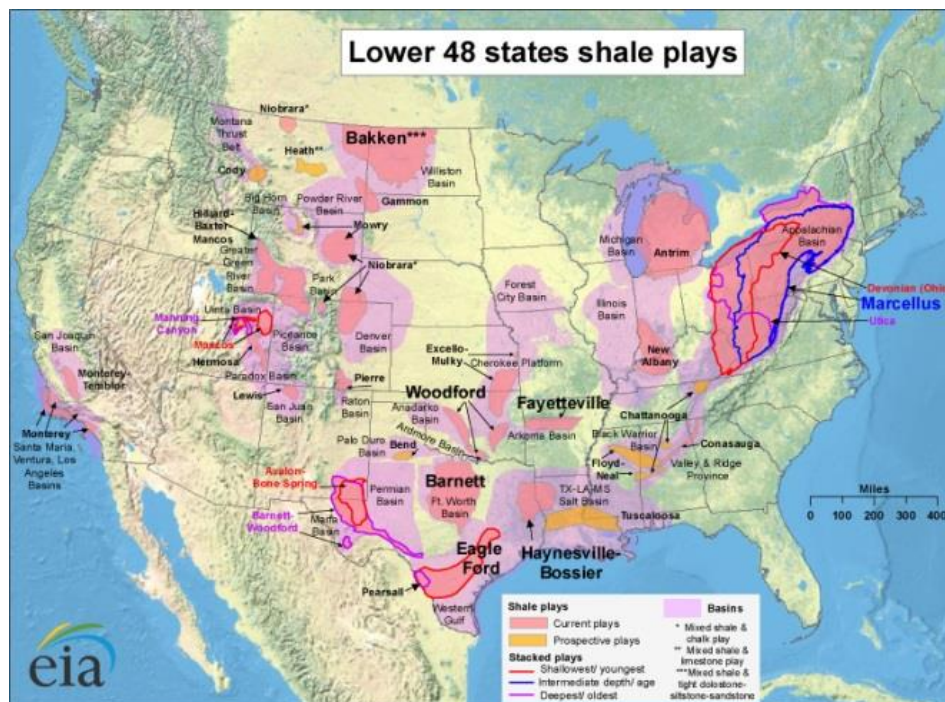 Lower 48 states shale plays
Niobrara*
Montana
Thrust
Belt
Bakken***
Heath**
Cody
Williston
Basin
Big Horn
Basin
Powder River
Basin
Gammon
Hilliard-
Baxter
Mancos
Mowry
Greater
Green
River
Basin
Park
Basin
Niobrara*
Michigan
Basin
Antrim
Appalachian
Basin
Devonian (Ohio
Marcellus
Utica
Forest
City Basin
Illinois
Basin
Uinta Basin
Manning
Canyon
Mancos
Piceance
Basin
Denver
Basin
San Joaquin
Basin
Hermosa
Paradox Basin
Excello-
Mulky
Cherokee Platform
New
Albany
Monterey-
Temblor
Lewis
San Juan
Basin
Pierre
Raton
Basin
Woodford
Anadarko
Basin
Fayetteville
Chattanooga
Monterey
Santa Maria,
Ventura, Los
Angeles
Basins
Palo Duro
Basin
Bend
Ardmore Basin
Arkoma Basin
Black Warrior
Basin
Conasauga
Floyd-
Neal
Valley & Ridge
Province
Avalon-
Bone Spring
Permian
Basin
Barnett
Ft. Worth
Basin
TX-LA-MS
Salt Basin
Tuscaloosa
Barnett-
Woodford
Marfa
Basin
Eagle
Ford
Haynesville-
Bossier
Pearsall
Western
Gulf
Miles
0 100 200 300 400
Shale plays
Current plays
Prospective plays
Stacked plays
Shallowest/ youngest
Intermediate depth/ age
Deepest/ oldest
Basins
* Mixed shale &
chalk play
** Mixed shale &
limestone play
***Mixed shale &
tight dolostone-
siltstone-sandstone
eia